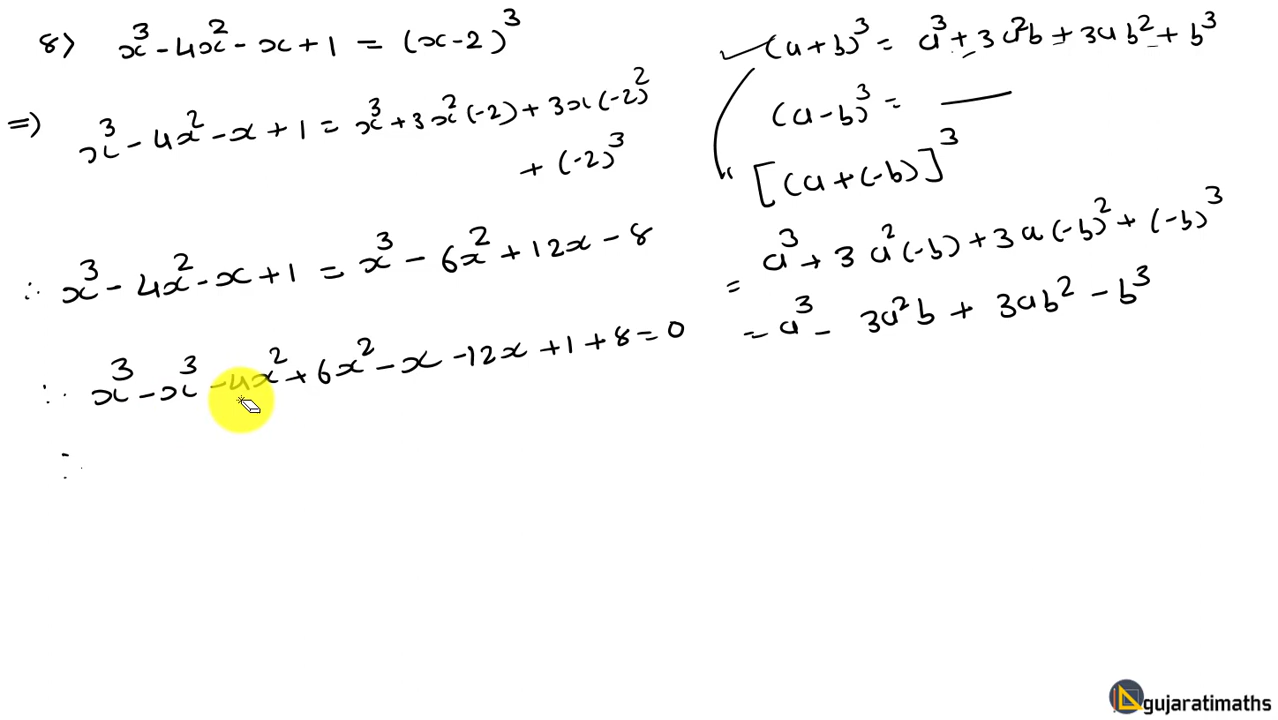 8) x³ - 4x² - x + 1 = (x-2)³
=) x³ - 4x² - x + 1 = x³ + 3x²(-2) + 3x(-2)²
+ (-2)³
∴ x³ - 4x² - x + 1 = x³ - 6x² + 12x - 8
∴ x³ - x³ - 4x² + 6x² - x - 12x + 1 + 8 = 0
∴
(a+b)³ = a³ + 3a²b + 3ab² + b³
(a-b)³ = —
[(a+(-b)]³
= a³ + 3a²(-b) + 3a(-b)² + (-b)³
= a³ - 3a²b + 3ab² - b³
gujaratimaths